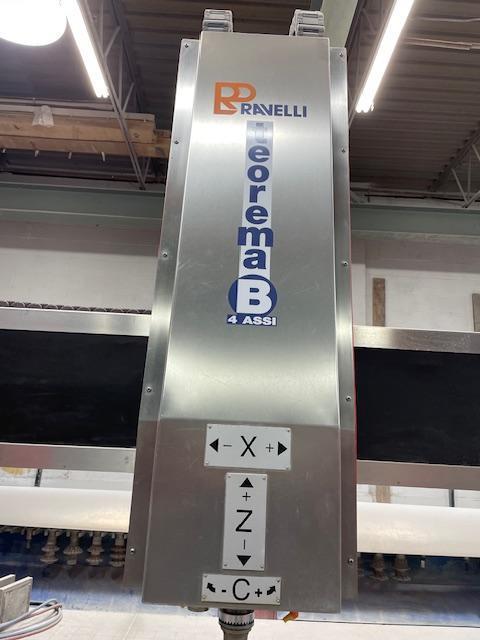 RAVELLI
teorema
B
4 ASSI
- X +
+
Z
-
- C +